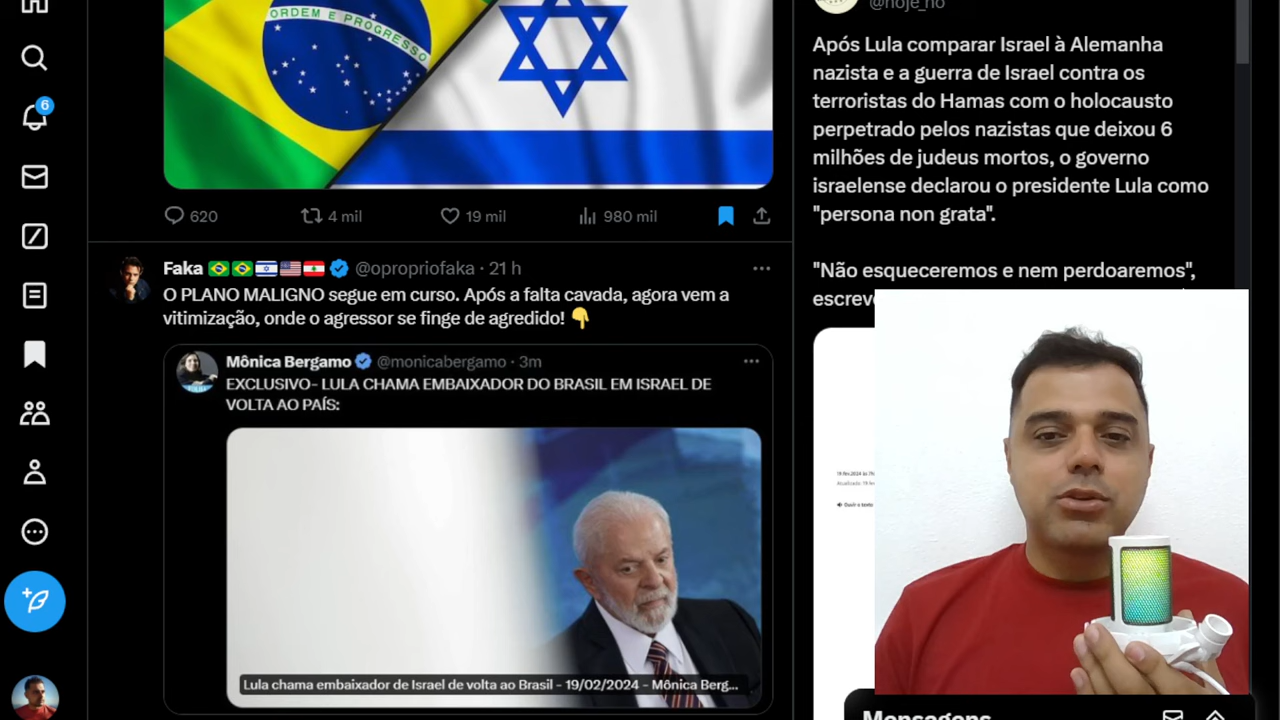 ORDEM E PROGRESSO
6
620
4 mil
19 mil
980 mil
Faka @opropriofaka · 21 h
O PLANO MALIGNO segue em curso. Após a falta cavada, agora vem a
vitimização, onde o agressor se finge de agredido!
Mônica Bergamo @monicabergamo · 3m
EXCLUSIVO- LULA CHAMA EMBAIXADOR DO BRASIL EM ISRAEL DE
VOLTA AO PAÍS:
Lula chama embaixador de Israel de volta ao Brasil - 19/02/2024 - Mônica Berg...
@hoje_no
Após Lula comparar Israel à Alemanha
nazista e a guerra de Israel contra os
terroristas do Hamas com o holocausto
perpetrado pelos nazistas que deixou 6
milhões de judeus mortos, o governo
israelense declarou o presidente Lula como
"persona non grata".
"Não esqueceremos e nem perdoaremos",
Ouvir o texto
Mensagens